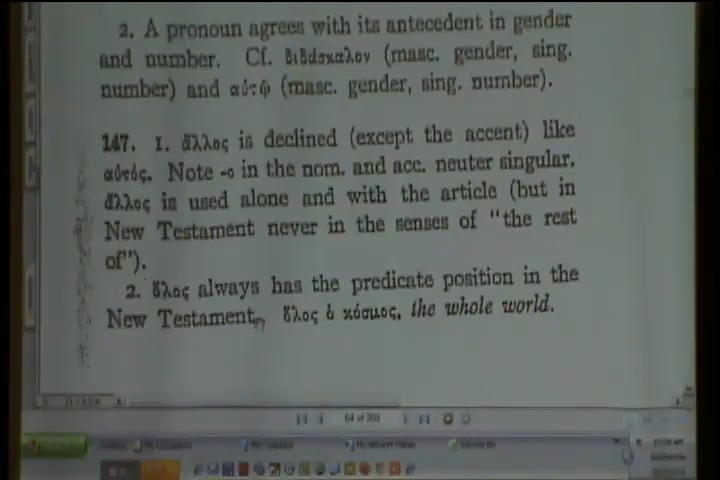 2. A pronoun agrees with its antecedent in gender
and number. Cf. διδάσκαλον (masc. gender, sing.
number) and αὐτῷ (masc. gender, sing. number).
147. 1. ἄλλος is declined (except the accent) like
αὐτός. Note -ο in the nom. and acc. neuter singular.
ἄλλος is used alone and with the article (but in
New Testament never in the senses of "the rest
of").
2. ὅλος always has the predicate position in the
New Testament, ὅλος ὁ κόσμος, the whole world.
64 of 260